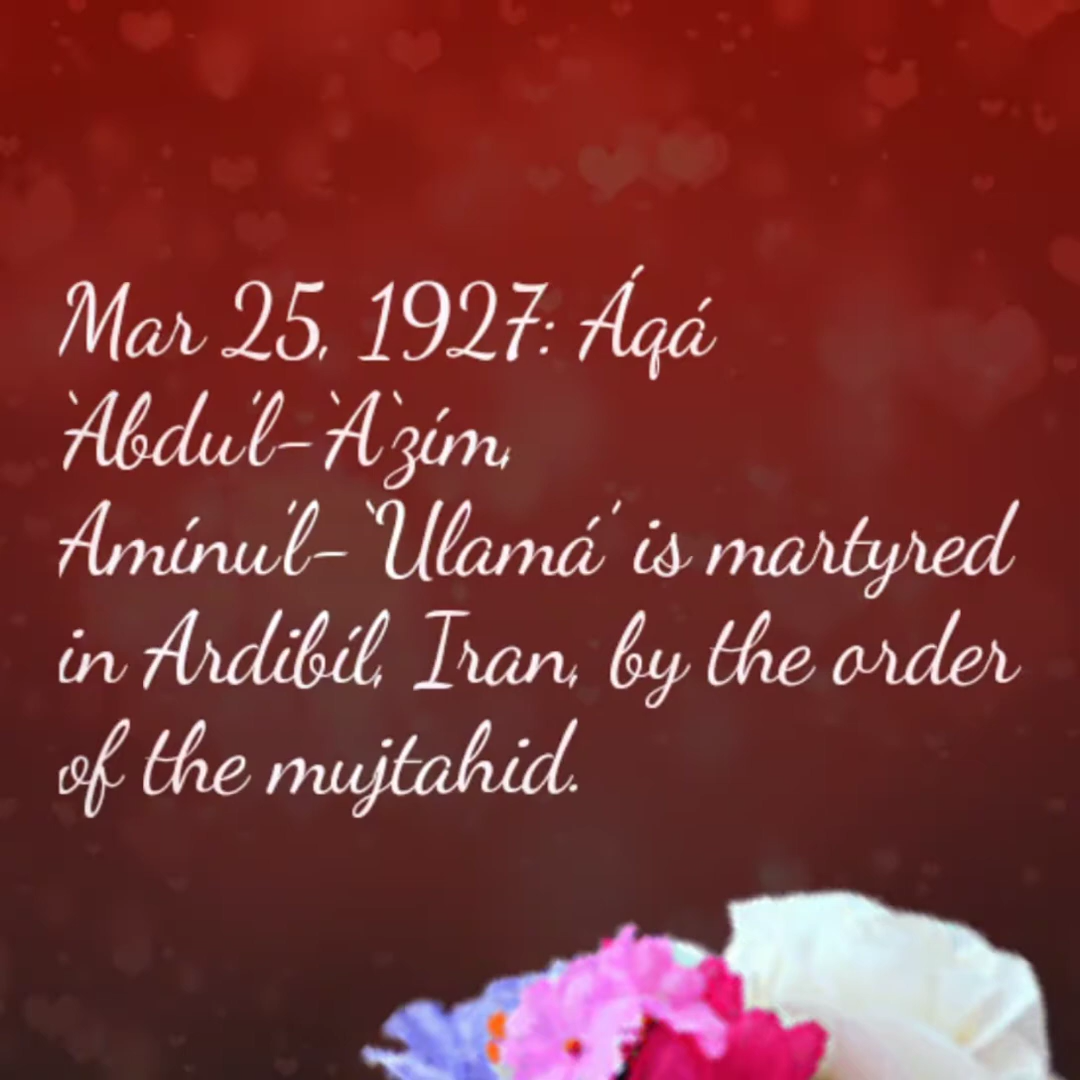 Mar 25, 1927: Áqá
`Abdu'l-`A`zím,
Amínu'l- `Ulamá' is martyred
in Ardibíl, Iran, by the order
of the mujtahid.